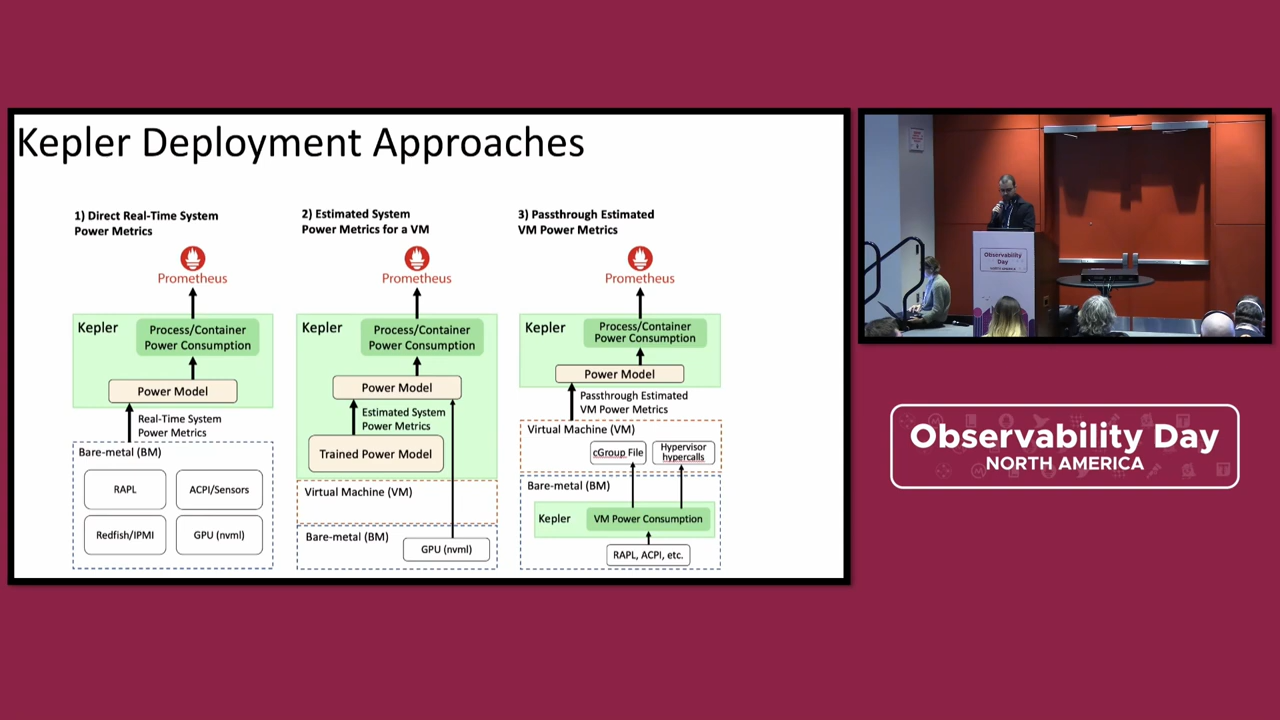 Kepler Deployment Approaches
1) Direct Real-Time System
Power Metrics
Prometheus
Kepler
Process/Container
Power Consumption
Power Model
Real-Time System
Power Metrics
Bare-metal (BM)
RAPL
ACPI/Sensors
Redfish/IPMI
GPU (nvml)
2) Estimated System
Power Metrics for a VM
Prometheus
Kepler
Process/Container
Power Consumption
Power Model
Estimated System
Power Metrics
Trained Power Model
Virtual Machine (VM)
Bare-metal (BM)
GPU (nvml)
3) Passthrough Estimated
VM Power Metrics
Prometheus
Kepler
Process/Container
Power Consumption
Power Model
Passthrough Estimated
VM Power Metrics
Virtual Machine (VM)
cGroup File
Hypervisor
hypercalls
Bare-metal (BM)
Kepler
VM Power Consumption
RAPL, ACPI, etc.
Observability
Day
NORTH AMERICA
Observability Day
NORTH AMERICA